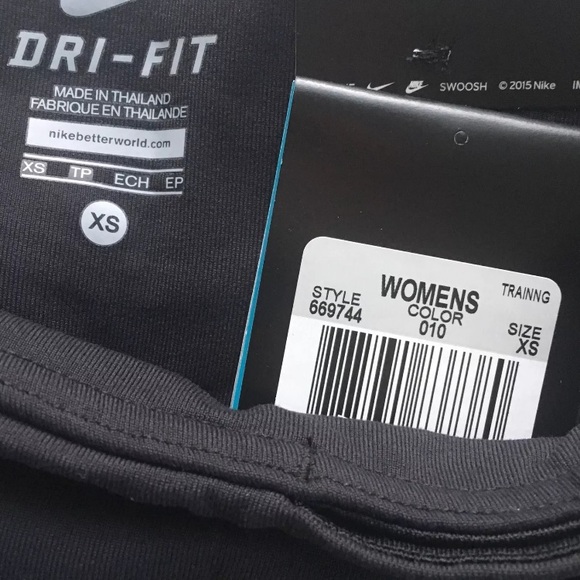 DRI-FIT
MADE IN THAILAND
FABRIQUE EN THAILANDE
nikebetterworld.com
XS TP ECH EP
XS
SWOOSH © 2015 Nike
WOMENS
TRAINNG
STYLE
669744
COLOR
010
SIZE
XS